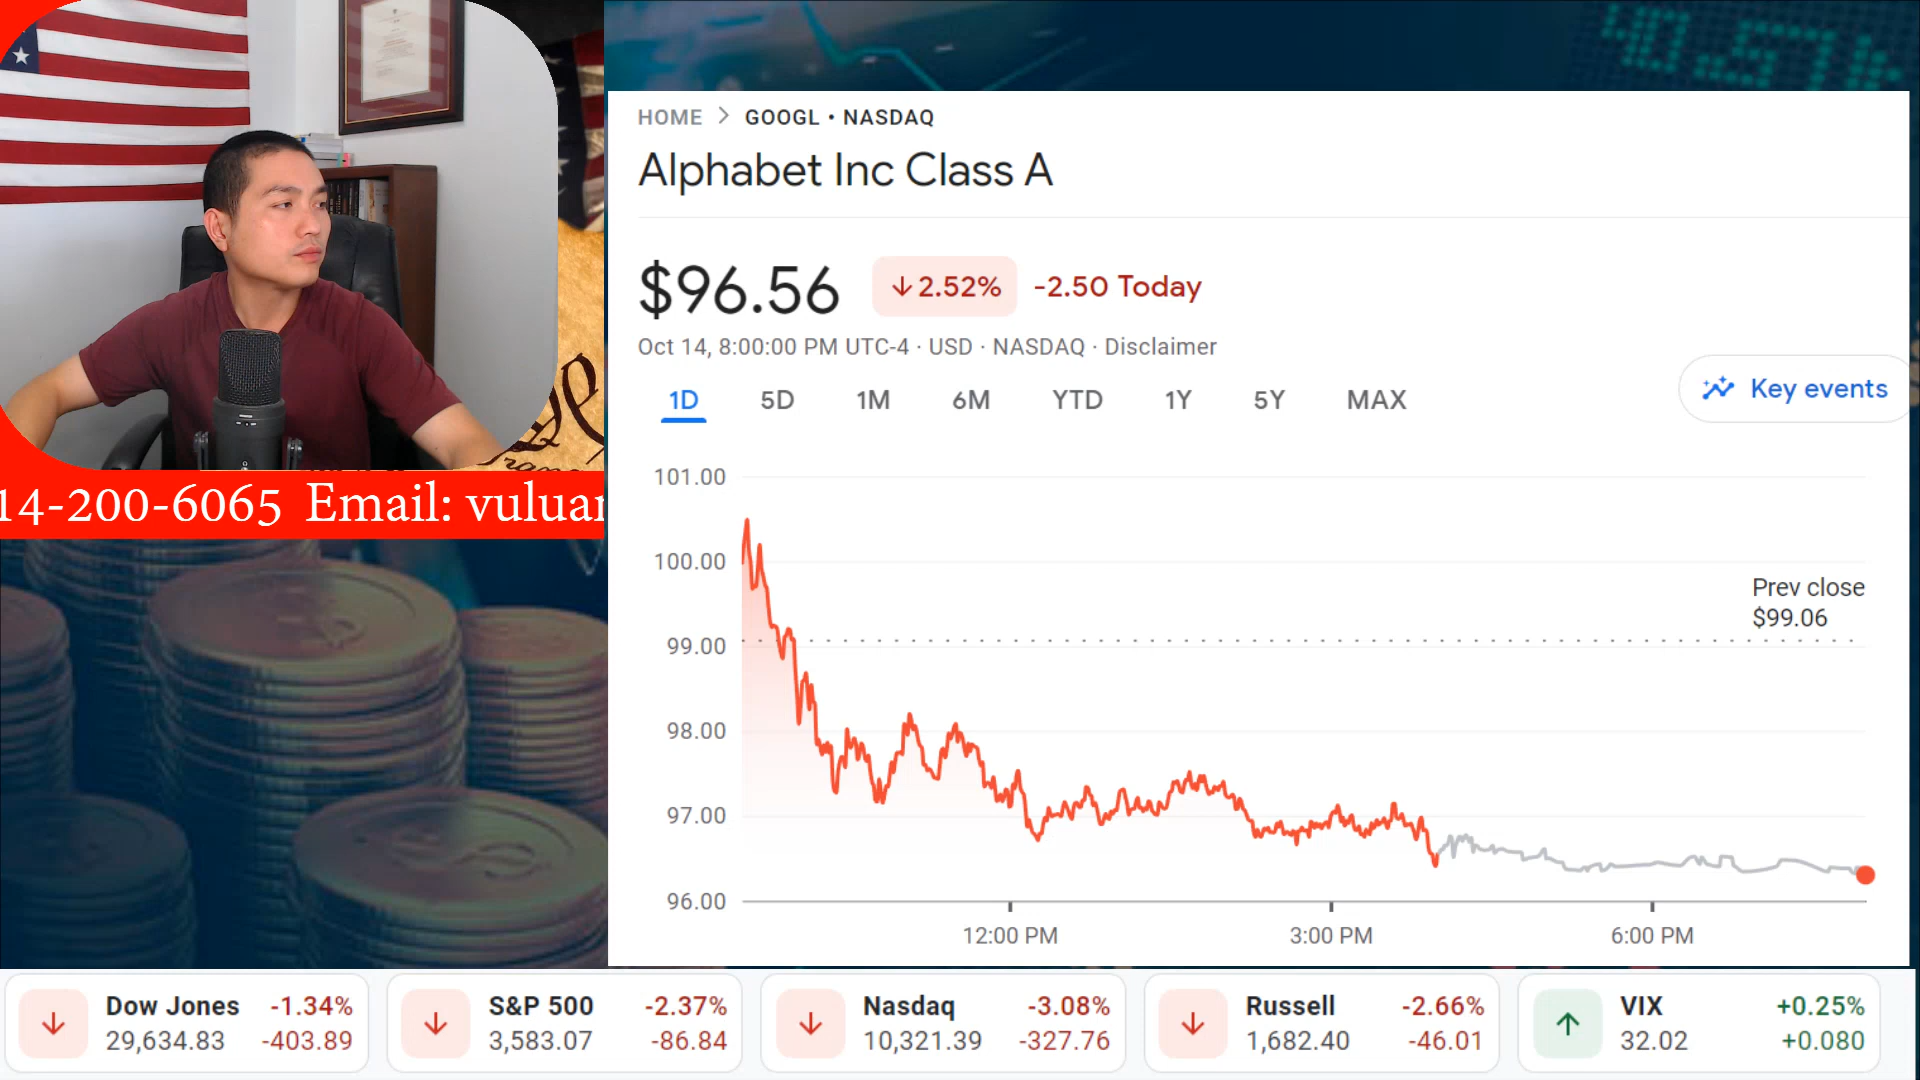 14-200-6065 Email: vuluan
HOME > GOOGL • NASDAQ
Alphabet Inc Class A
$96.56 ↓2.52% -2.50 Today
Oct 14, 8:00:00 PM UTC-4 · USD · NASDAQ · Disclaimer
1D 5D 1M 6M YTD 1Y 5Y MAX
Key events
101.00
100.00
99.00
98.00
97.00
96.00
Prev close
$99.06
12:00 PM 3:00 PM 6:00 PM
Dow Jones -1.34%
29,634.83 -403.89
S&P 500 -2.37%
3,583.07 -86.84
Nasdaq -3.08%
10,321.39 -327.76
Russell -2.66%
1,682.40 -46.01
VIX +0.25%
32.02 +0.080